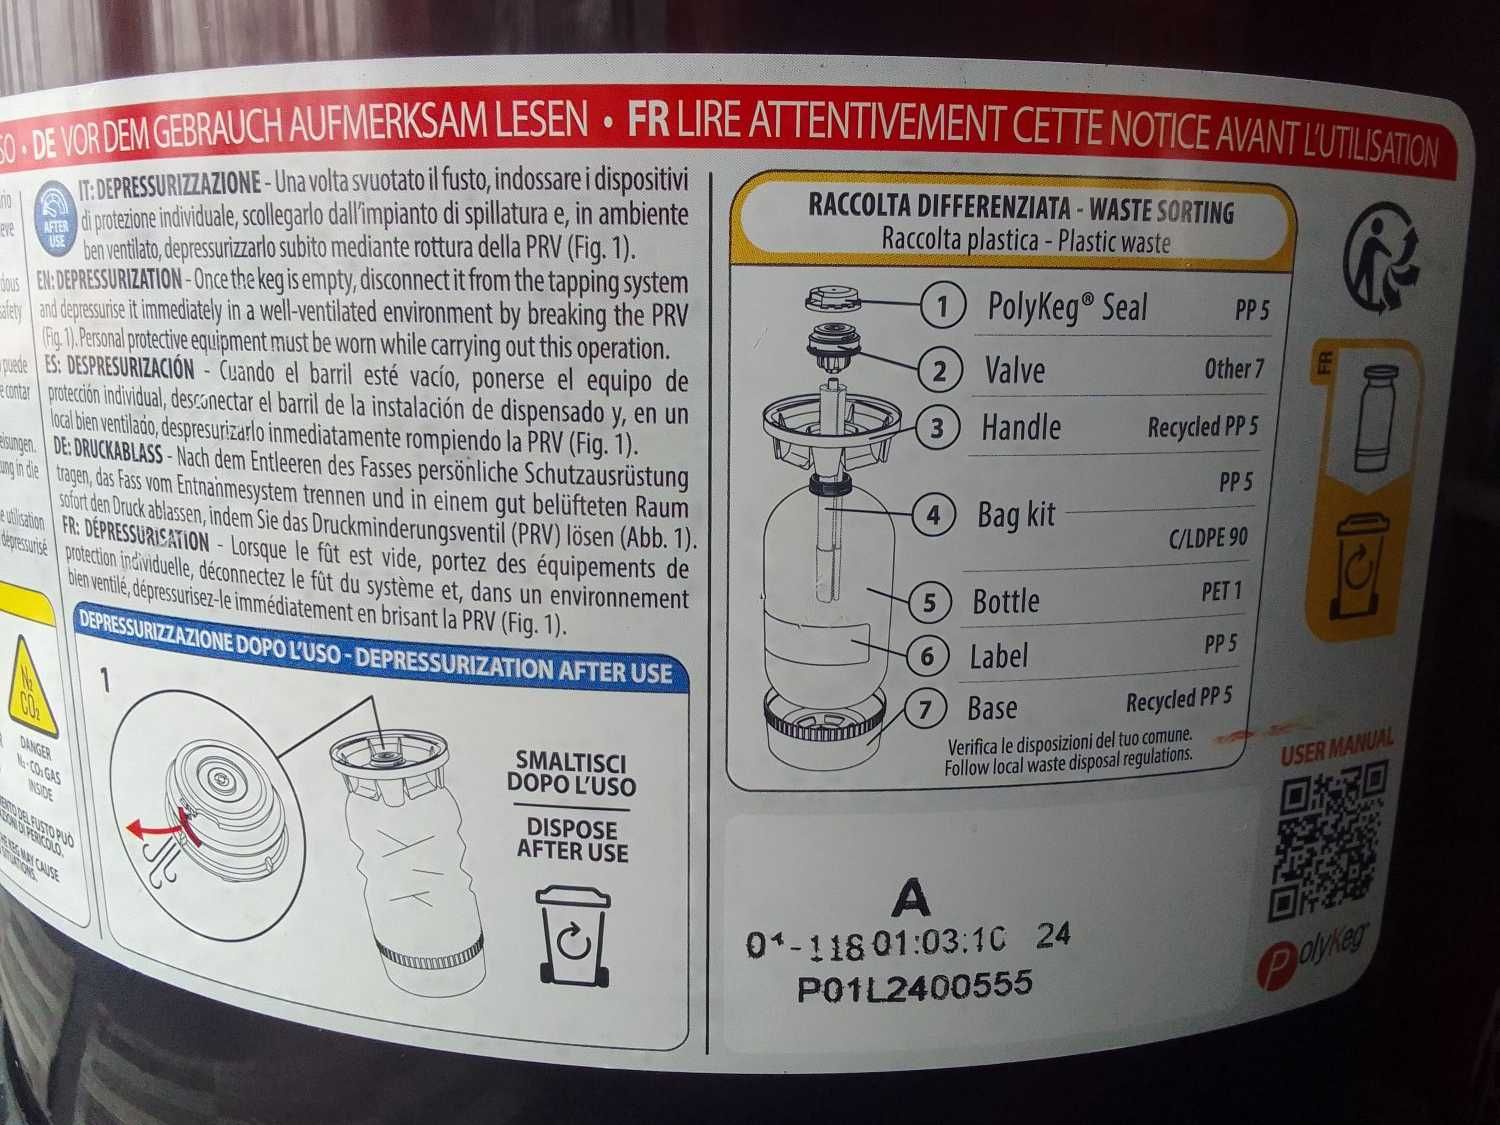 SO • DE VOR DEM GEBRAUCH AUFMERKSAM LESEN • FR LIRE ATTENTIVEMENT CETTE NOTICE AVANT L'UTILISATION
AFTER
USE
IT: DEPRESSURIZZAZIONE - Una volta svuotato il fusto, indossare i dispositivi
di protezione individuale, scollegarlo dall'impianto di spillatura e, in ambiente
ben ventilato, depressurizzarlo subito mediante rottura della PRV (Fig. 1).
EN: DEPRESSURIZATION - Once the keg is empty, disconnect it from the tapping system
and depressurise it immediately in a well-ventilated environment by breaking the PRV
(Fig. 1). Personal protective equipment must be worn while carrying out this operation.
ES: DESPRESURIZACIÓN - Cuando el barril esté vacío, ponerse el equipo de
protección individual, desconectar el barril de la instalación de dispensado y, en un
local bien ventilado, despresurizarlo inmediatamente rompiendo la PRV (Fig. 1).
DE: DRUCKABLASS - Nach dem Entleeren des Fasses persönliche Schutzausrüstung
tragen, das Fass vom Entnahmesystem trennen und in einem gut belüfteten Raum
sofort den Druck ablassen, indem Sie das Druckminderungsventil (PRV) lösen (Abb. 1).
FR: DÉPRESSURISATION - Lorsque le fût est vide, portez des équipements de
protection individuelle, déconnectez le fût du système et, dans un environnement
bien ventilé, dépressurisez-le immédiatement en brisant la PRV (Fig. 1).
DEPRESSURIZZAZIONE DOPO L'USO - DEPRESSURIZATION AFTER USE
1
SMALTISCI
DOPO L'USO
DISPOSE
AFTER USE
N2
CO2
DANGER
N2 - CO2 GAS
INSIDE
RACCOLTA DIFFERENZIATA - WASTE SORTING
Raccolta plastica - Plastic waste
1 PolyKeg® Seal PP 5
2 Valve Other 7
3 Handle Recycled PP 5
4 Bag kit PP 5
C/LDPE 90
5 Bottle PET 1
6 Label PP 5
7 Base Recycled PP 5
Verifica le disposizioni del tuo comune.
Follow local waste disposal regulations.
FR
USER MANUAL
PolyKeg
A
01:03:10 24
P01L2400555